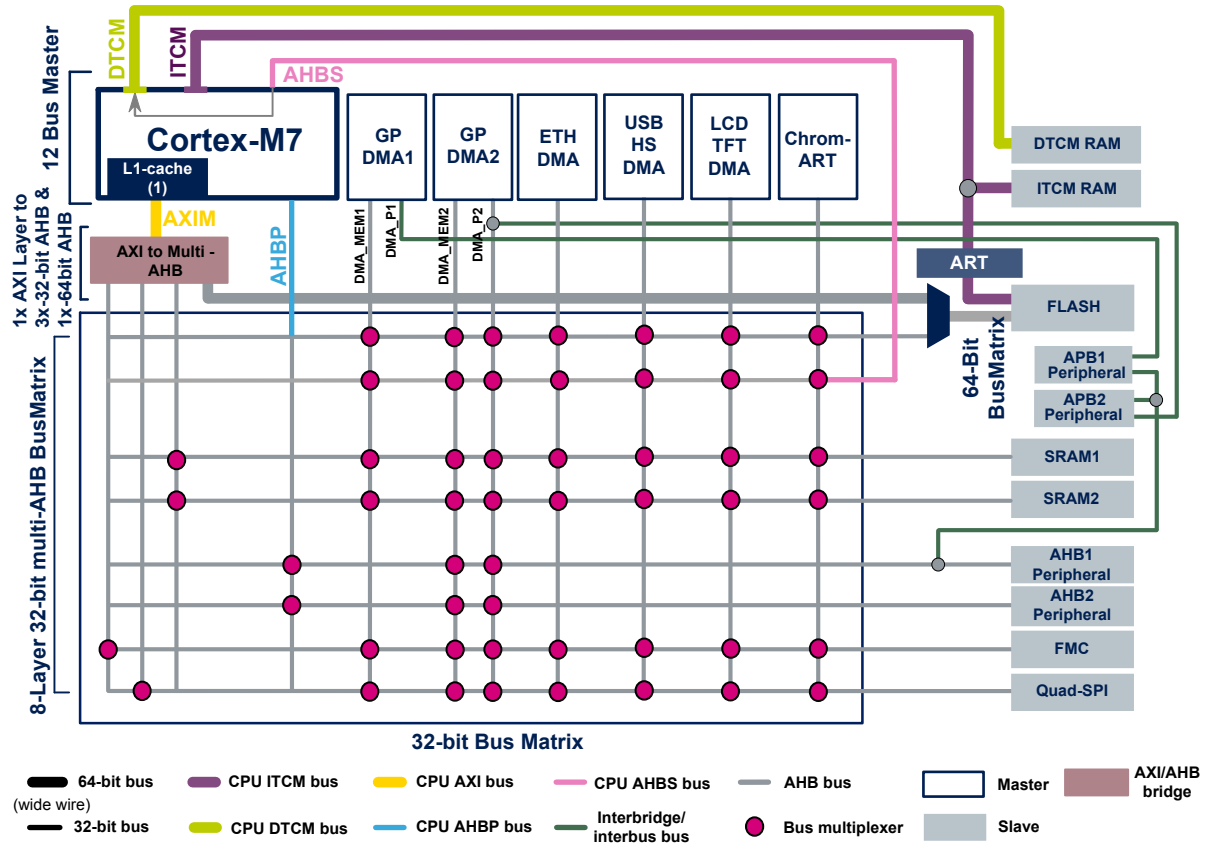 DTCM
ITCM
AHBS
12 Bus Master
Cortex-M7
L1-cache
(1)
GP
DMA1
GP
DMA2
ETH
DMA
USB
HS
DMA
LCD
TFT
DMA
Chrom-
ART
DTCM RAM
ITCM RAM
1x AXI Layer to
3x-32-bit AHB &
1x-64bit AHB
AXIM
AXI to Multi -
AHB
AHBP
DMA_MEM1
DMA_P1
DMA_MEM2
DMA_P2
ART
FLASH
64-Bit
BusMatrix
APB1
Peripheral
APB2
Peripheral
8-Layer 32-bit multi-AHB BusMatrix
SRAM1
SRAM2
AHB1
Peripheral
AHB2
Peripheral
FMC
Quad-SPI
32-bit Bus Matrix
64-bit bus
(wide wire)
32-bit bus
CPU ITCM bus
CPU DTCM bus
CPU AXI bus
CPU AHBP bus
CPU AHBS bus
Interbridge/
interbus bus
AHB bus
Bus multiplexer
Master
Slave
AXI/AHB
bridge